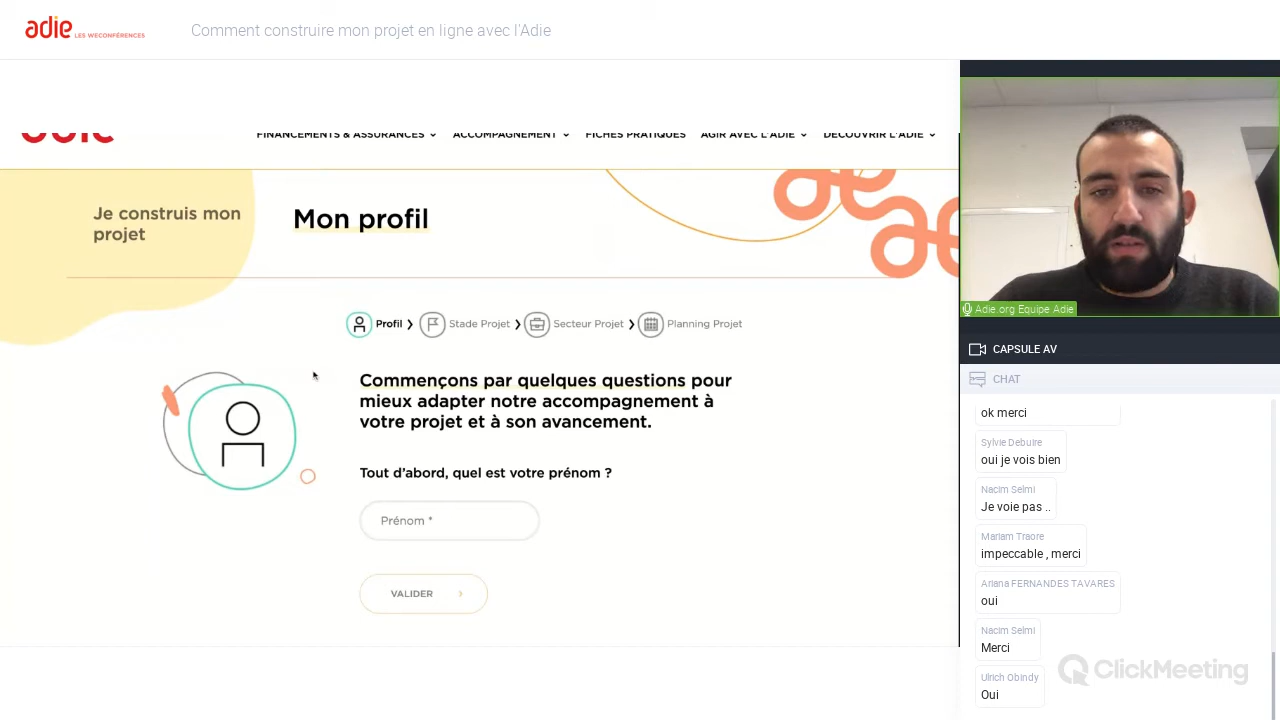 adie LES WECONFÉRENCES
Comment construire mon projet en ligne avec l'Adie
adie
FINANCEMENTS & ASSURANCES
ACCOMPAGNEMENT
FICHES PRATIQUES
AGIR AVEC L'ADIE
DÉCOUVRIR L'ADIE
Je construis mon
projet
Mon profil
Profil
Stade Projet
Secteur Projet
Planning Projet
Commençons par quelques questions pour
mieux adapter notre accompagnement à
votre projet et à son avancement.
Tout d'abord, quel est votre prénom ?
Prénom *
VALIDER
Adie.org Equipe Adie
CAPSULE AV
CHAT
ok merci
Sylvie Debuire
oui je vois bien
Nacim Selmi
Je voie pas ..
Mariam Traore
impeccable , merci
Ariana FERNANDES TAVARES
oui
Nacim Selmi
Merci
Ulrich Obindy
Oui
ClickMeeting